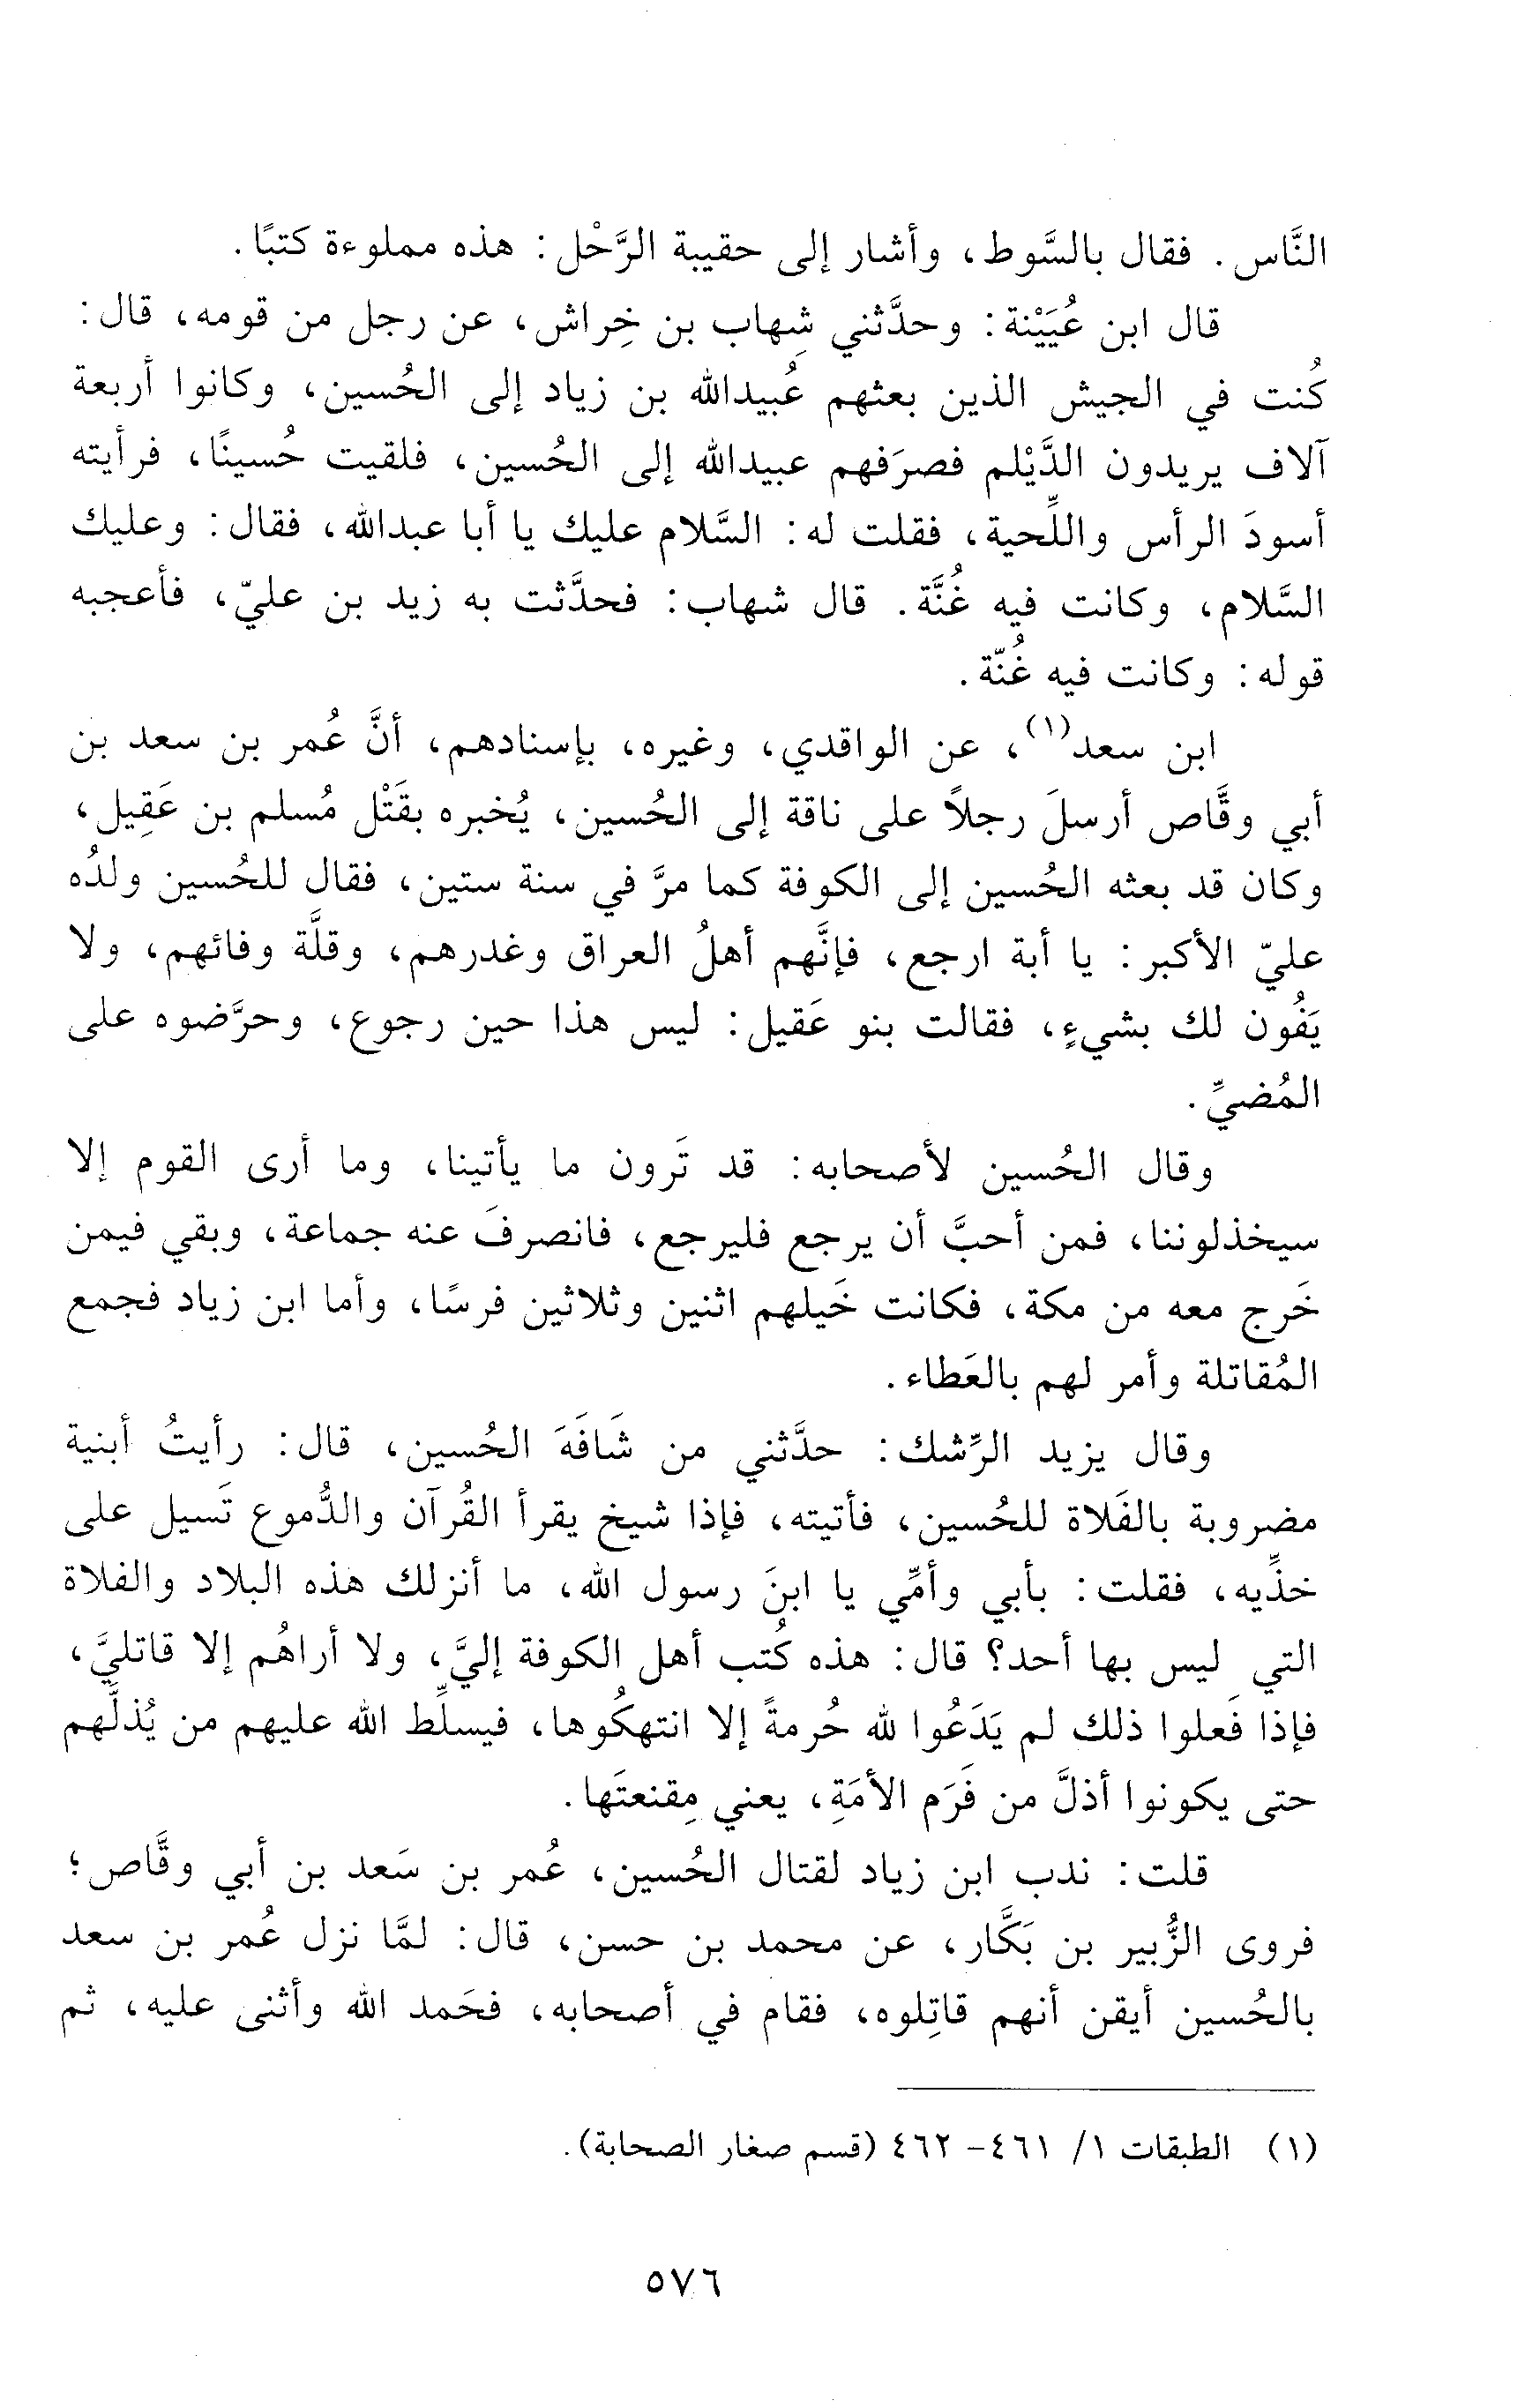 النَّاس. فقال بالسَّوط، وأشار إلى حقيبة الرَّحْل: هذه مملوءة كتبًا.
قال ابن عُيَيْنة: وحدَّثني شِهاب بن خِراش، عن رجل من قومه، قال:
كُنت في الجيش الذين بعثهم عُبيدالله بن زياد إلى الحُسين، وكانوا أربعة
آلاف يريدون الدَّيْلم فصرَفهم عبيدالله إلى الحُسين، فلقيت حُسينًا، فرأيته
أسودَ الرأس واللِّحية، فقلت له: السَّلام عليك يا أبا عبدالله، فقال: وعليك
السَّلام، وكانت فيه غُنَّة. قال شهاب: فحدَّثت به زيد بن عليّ، فأعجبه
قوله: وكانت فيه غُنّة.
ابن سعد(١)، عن الواقدي، وغيره، بإسنادهم، أنَّ عُمر بن سعد بن
أبي وقَّاص أرسلَ رجلاً على ناقة إلى الحُسين، يُخبره بقَتْل مُسلم بن عَقِيل،
وكان قد بعثه الحُسين إلى الكوفة كما مرَّ في سنة ستين، فقال للحُسين ولدُه
عليّ الأكبر: يا أبة ارجع، فإنَّهم أهلُ العراق وغدرهم، وقلَّة وفائهم، ولا
يَفُون لك بشيءٍ، فقالت بنو عَقيل: ليس هذا حين رجوع، وحرَّضوه على
المُضيِّ.
وقال الحُسين لأصحابه: قد تَرون ما يأتينا، وما أرى القوم إلا
سيخذلوننا، فمن أحبَّ أن يرجع فليرجع، فانصرفَ عنه جماعة، وبقي فيمن
خَرج معه من مكة، فكانت خَيلهم اثنين وثلاثين فرسًا، وأما ابن زياد فجمع
المُقاتلة وأمر لهم بالعَطاء.
وقال يزيد الرِّشك: حدَّثني من شَافَهَ الحُسين، قال: رأيتُ أبنية
مضروبة بالفَلاة للحُسين، فأتيته، فإذا شيخ يقرأ القُرآن والدُّموع تَسيل على
خدِّيه، فقلت: بأبي وأمِّي يا ابنَ رسول الله، ما أنزلك هذه البلاد والفلاة
التي ليس بها أحد؟ قال: هذه كُتب أهل الكوفة إليَّ، ولا أراهُم إلا قاتليَّ،
فإذا فَعلوا ذلك لم يَدَعُوا لله حُرمةً إلا انتهكُوها، فيسلِّط الله عليهم من يُذلَّهم
حتى يكونوا أذلَّ من فَرَم الأمَةِ، يعني مِقنعتَها.
قلت: ندب ابن زياد لقتال الحُسين، عُمر بن سَعد بن أبي وقَّاص؛
فروى الزُّبير بن بَكَّار، عن محمد بن حسن، قال: لمَّا نزل عُمر بن سعد
بالحُسين أيقن أنهم قاتِلوه، فقام في أصحابه، فحَمد الله وأثنى عليه، ثم
(١) الطبقات ١/ ٤٦١- ٤٦٢ (قسم صغار الصحابة).
٥٧٦